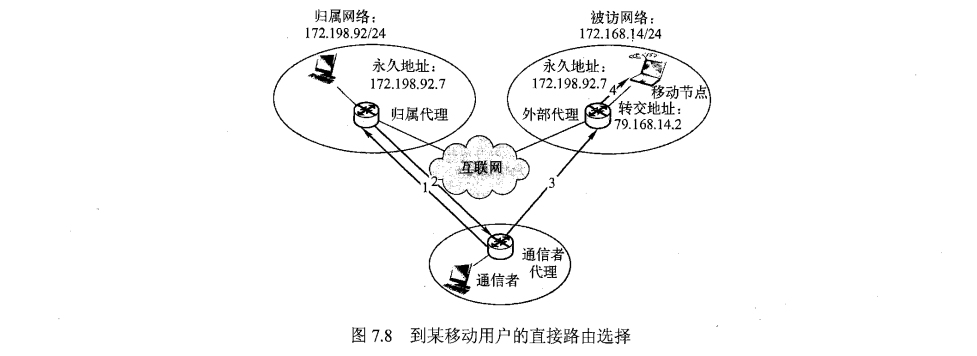 归属网络:
172.198.92/24
被访网络:
172.168.14/24
永久地址:
172.198.92.7
归属代理
永久地址:
172.198.92.7
4
移动节点
外部代理
转交地址:
79.168.14.2
互联网
1
2
3
通信者
代理
通信者
图 7.8 到某移动用户的直接路由选择